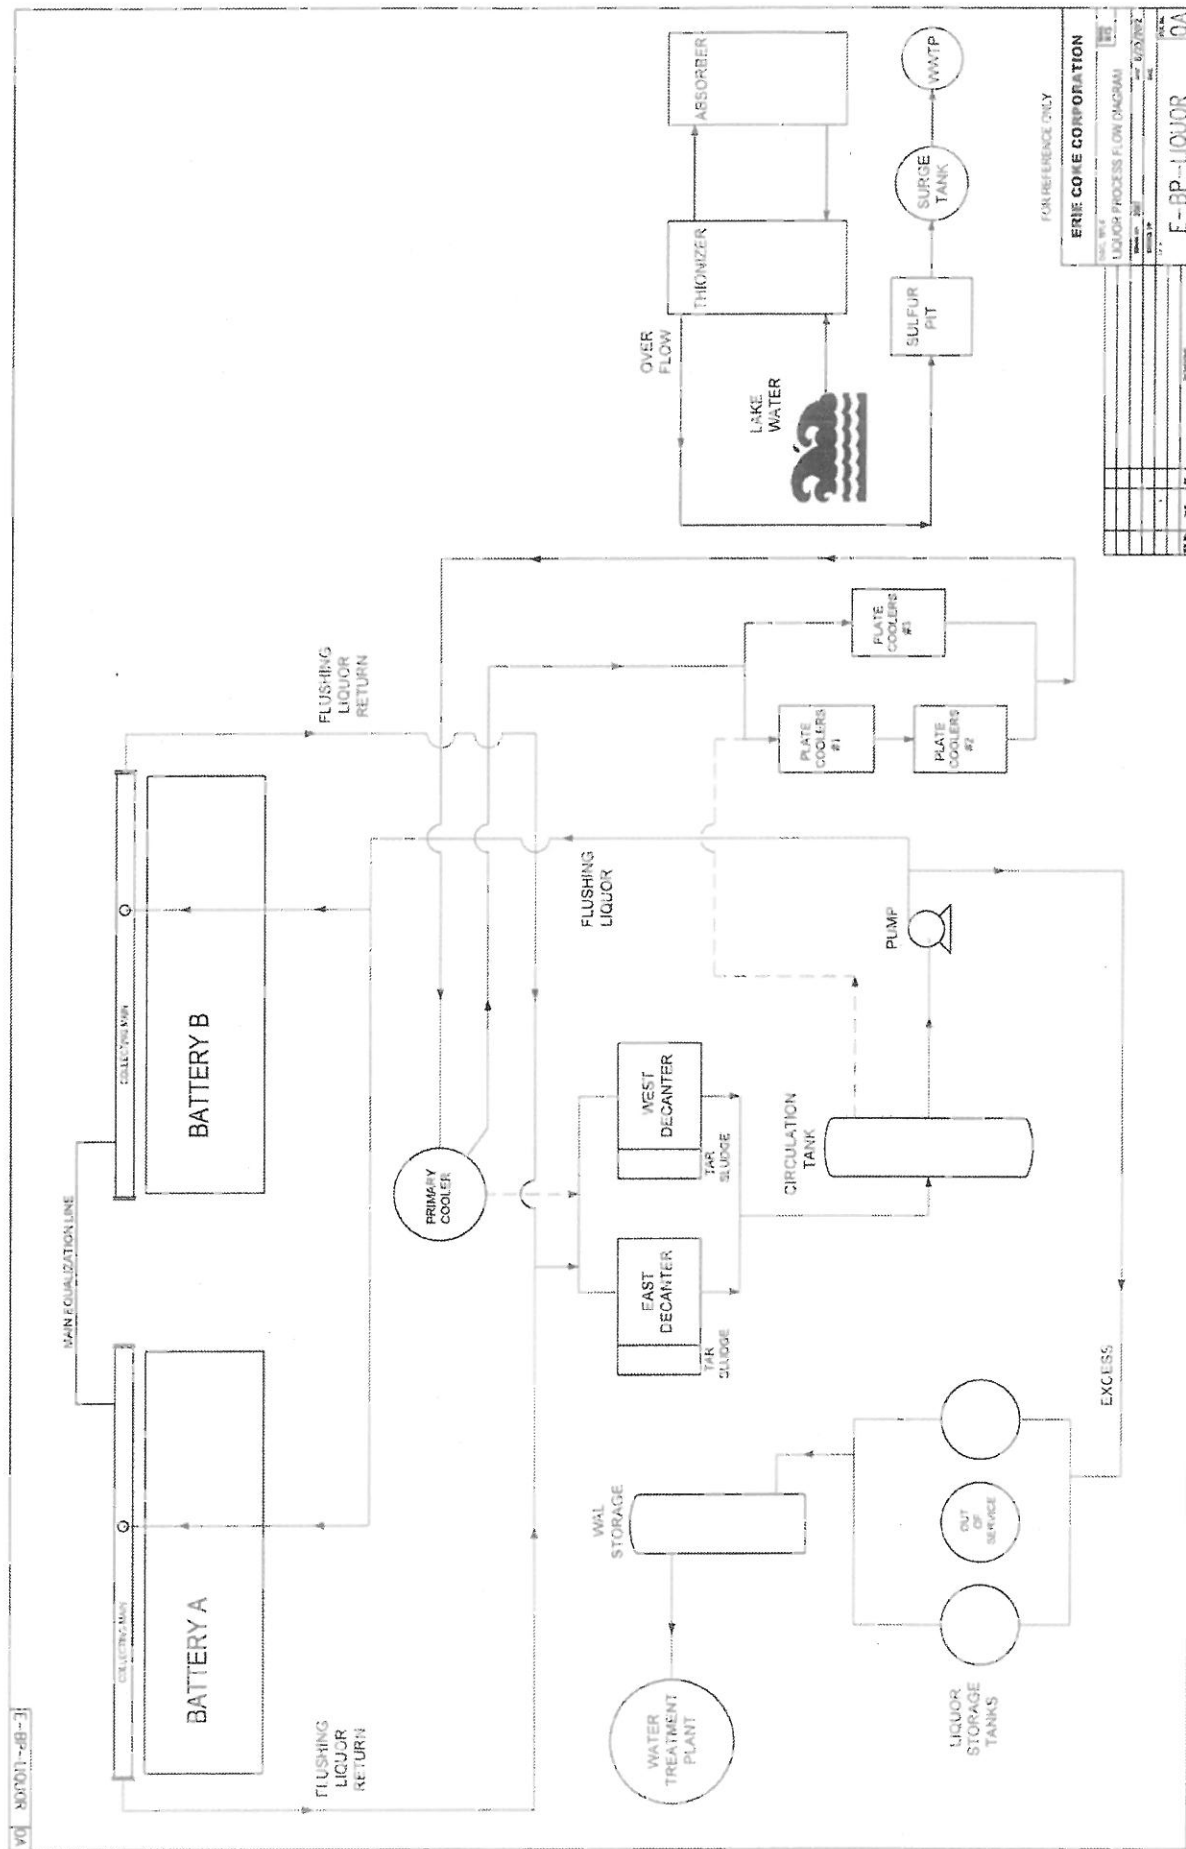 E-BP-LIQUOR 0A
MAIN EQUALIZATION LINE
COLLECTING MAIN
BATTERY A
COLLECTING MAIN
BATTERY B
FLUSHING
LIQUOR
RETURN
FLUSHING
LIQUOR
RETURN
PRIMARY
COOLER
FLUSHING
LIQUOR
EAST
DECANTER
TAR
SLUDGE
WEST
DECANTER
TAR
SLUDGE
CIRCULATION
TANK
PUMP
PLATE
COOLERS
#1
PLATE
COOLERS
#2
PLATE
COOLERS
#3
WATER
TREATMENT
PLANT
WAL
STORAGE
LIQUOR
STORAGE
TANKS
OUT
OF
SERVICE
EXCESS
OVER
FLOW
LAKE
WATER
THIONIZER
ABSORBER
SULFUR
PIT
SURGE
TANK
WWTP
FOR REFERENCE ONLY
ERIE COKE CORPORATION
LIQUOR PROCESS FLOW DIAGRAM
E-BP-LIQUOR
0A